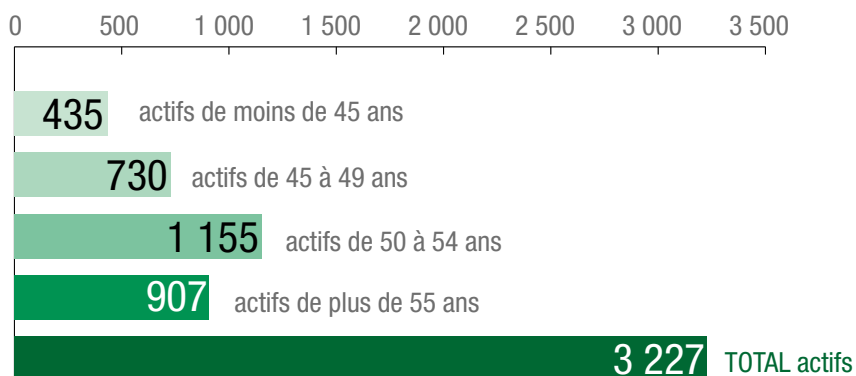 0 500 1 000 1 500 2 000 2 500 3 000 3 500
435 actifs de moins de 45 ans
730 actifs de 45 à 49 ans
1 155 actifs de 50 à 54 ans
907 actifs de plus de 55 ans
3 227 TOTAL actifs